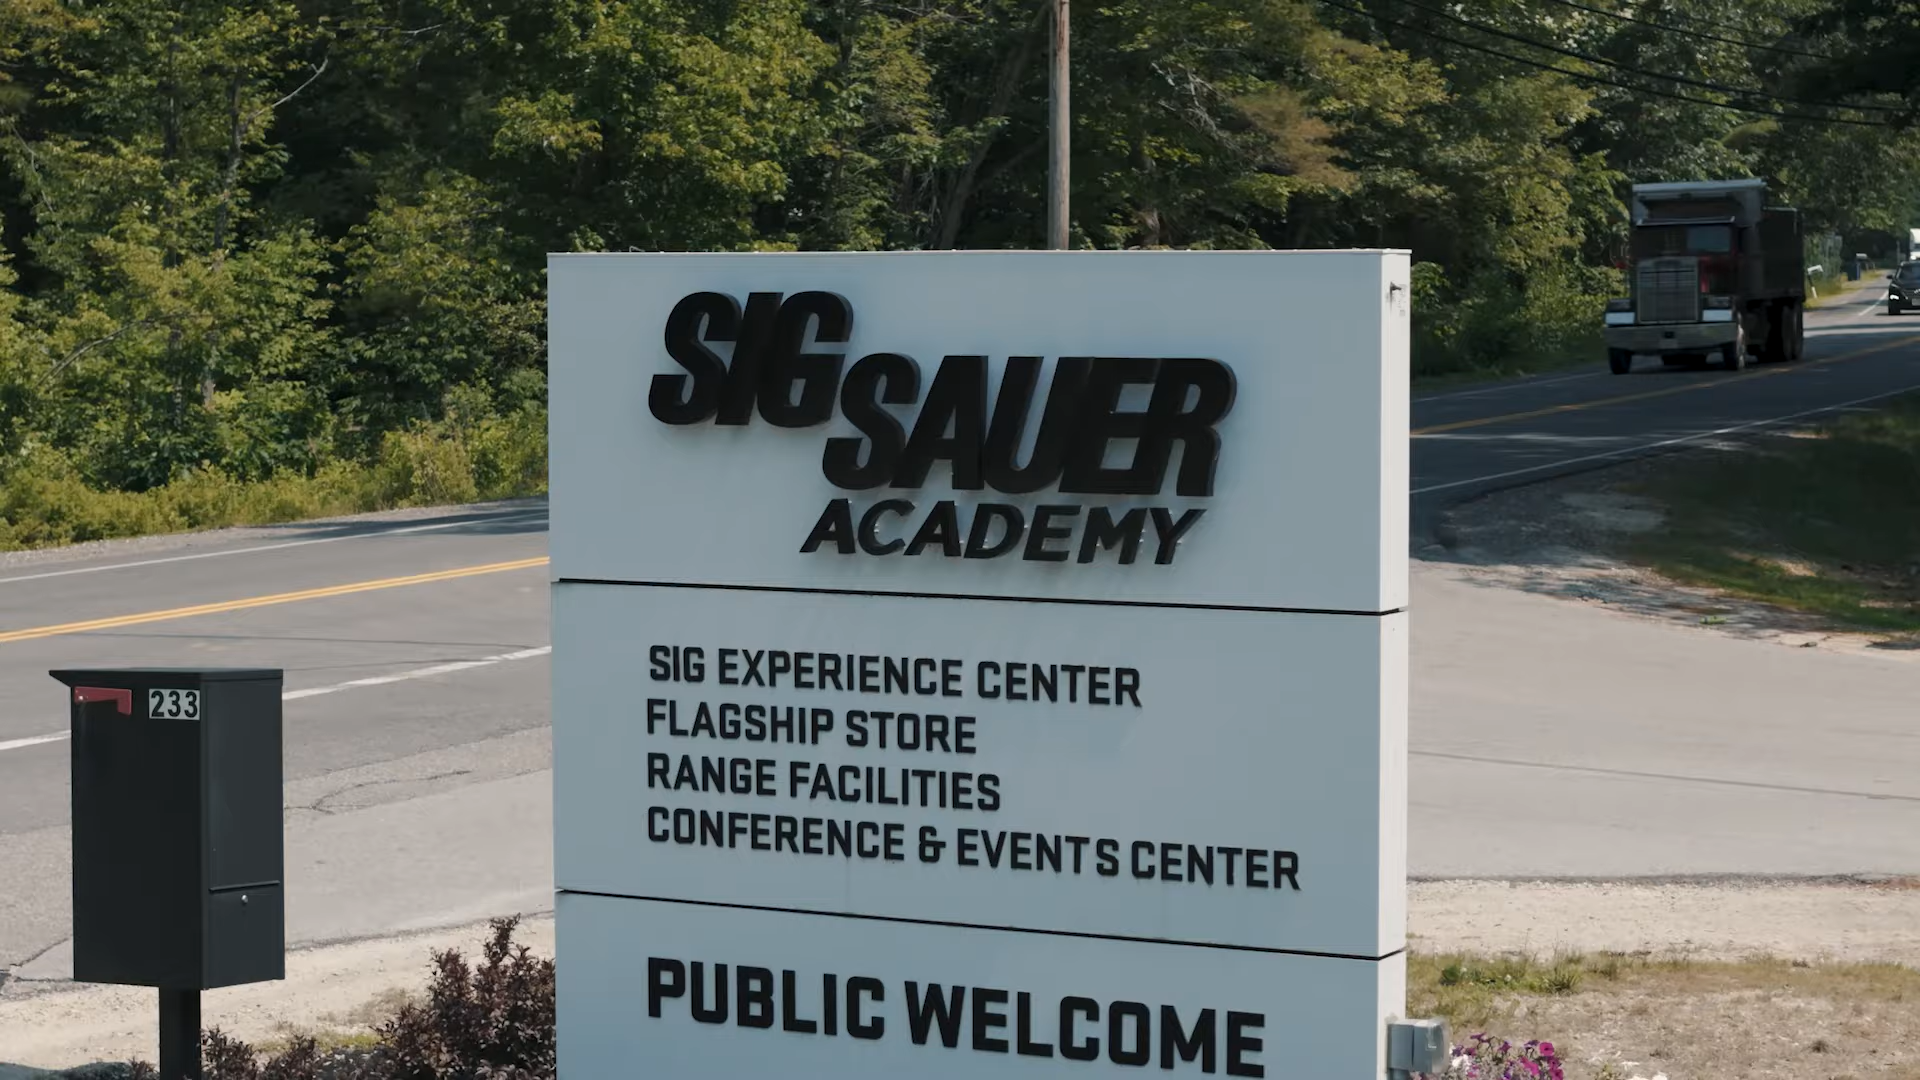 SIG
SAUER
ACADEMY
SIG EXPERIENCE CENTER
FLAGSHIP STORE
RANGE FACILITIES
CONFERENCE & EVENTS CENTER
PUBLIC WELCOME
233